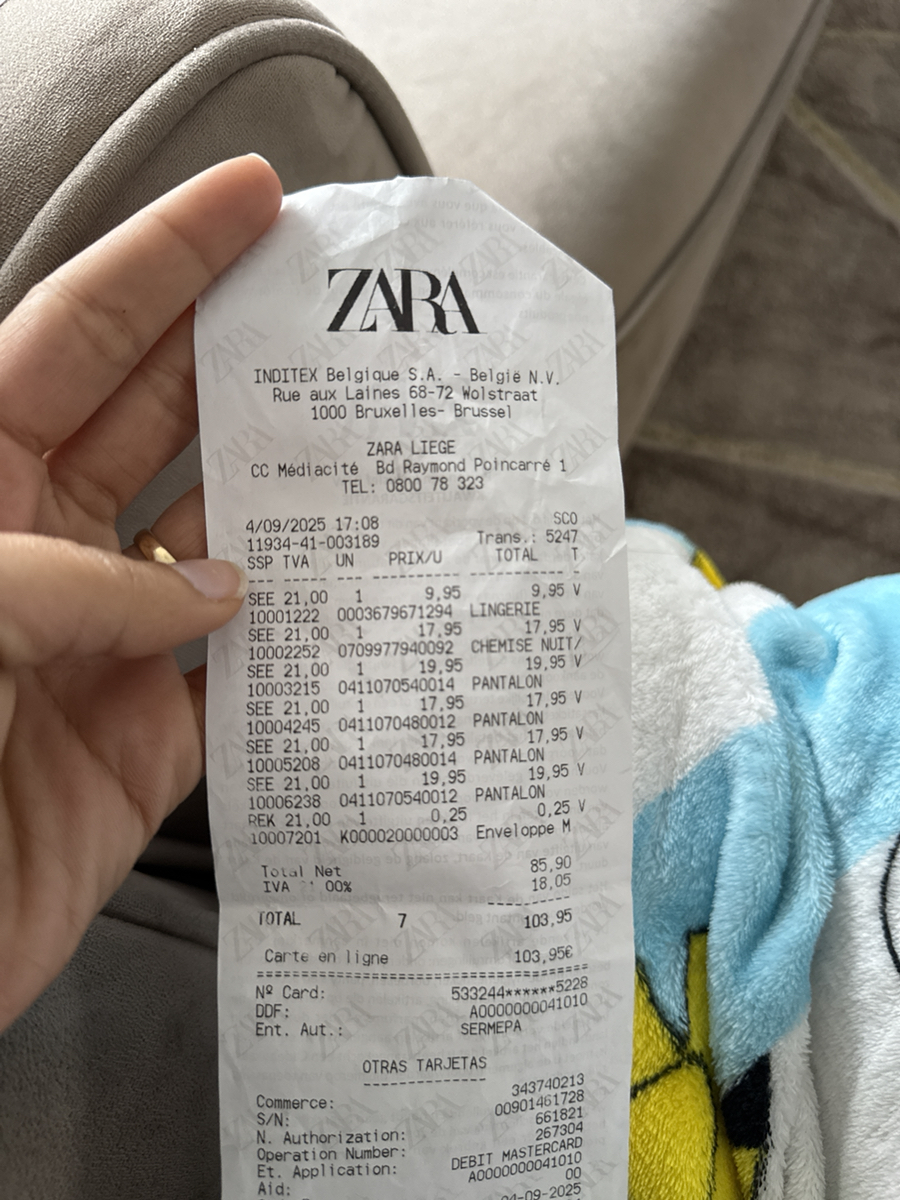 ZARA
INDITEX Belgique S.A. - België N.V.
Rue aux Laines 68-72 Wolstraat
1000 Bruxelles- Brussel
ZARA LIEGE
CC Médiacité Bd Raymond Poincarré 1
TEL: 0800 78 323
SCO
4/09/2025 17:08
11934-41-003189 Trans.: 5247
SSP TVA UN PRIX/U TOTAL T
SEE 21,00 1 9,95 9,95 V
10001222 0003679671294 LINGERIE
SEE 21,00 1 17,95 17,95 V
10002252 0709977940092 CHEMISE NUIT/
SEE 21,00 1 19,95 19,95 V
10003215 0411070540014 PANTALON
SEE 21,00 1 17,95 17,95 V
10004245 0411070480012 PANTALON
SEE 21,00 1 17,95 17,95 V
10005208 0411070480014 PANTALON
SEE 21,00 1 19,95 19,95 V
10006238 0411070540012 PANTALON
REK 21,00 1 0,25 0,25 V
10007201 K000020000003 Enveloppe M
Total Net 85,90
IVA 21 00% 18,05
TOTAL 7 103,95
Carte en ligne 103,95€
Nº Card: 533244******5228
DDF: A0000000041010
Ent. Aut.: SERMEPA
OTRAS TARJETAS
Commerce: 343740213
S/N: 00901461728
N. Authorization: 661821
Operation Number: 267304
Et. Application: DEBIT MASTERCARD
Aid: A0000000041010
00
04-09-2025